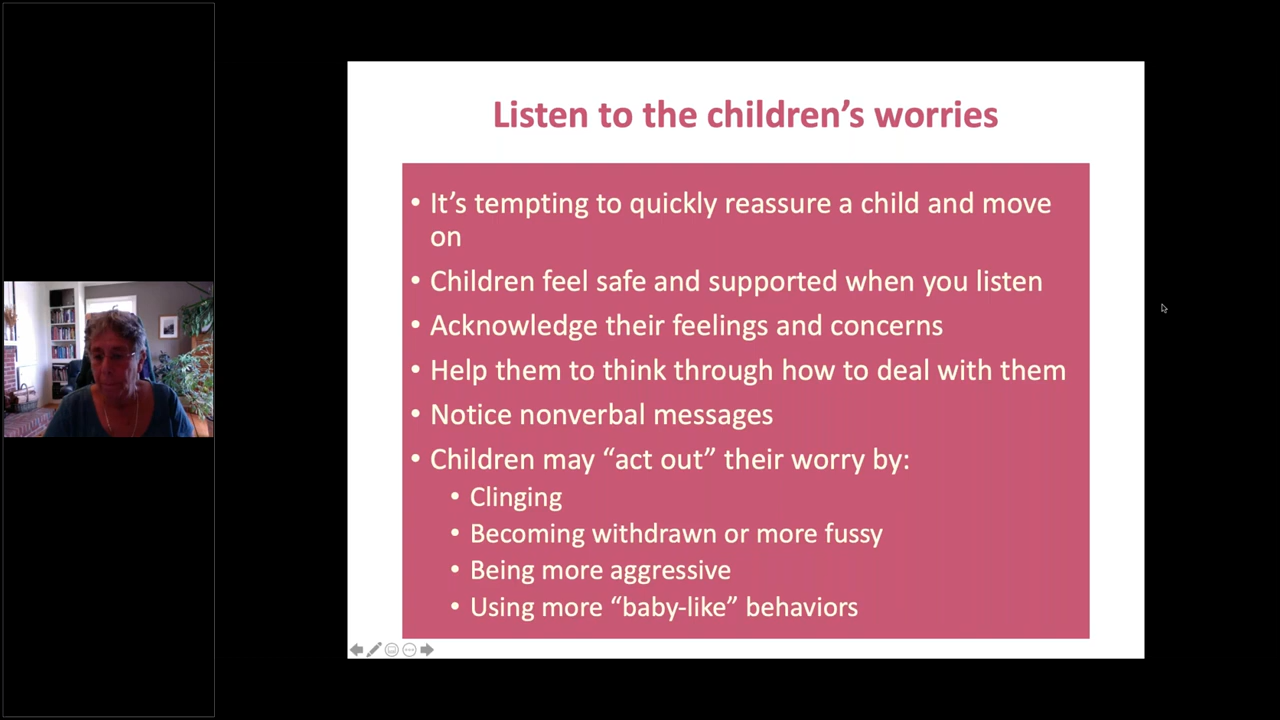 Listen to the children’s worries
• It’s tempting to quickly reassure a child and move
on
• Children feel safe and supported when you listen
• Acknowledge their feelings and concerns
• Help them to think through how to deal with them
• Notice nonverbal messages
• Children may “act out” their worry by:
• Clinging
• Becoming withdrawn or more fussy
• Being more aggressive
• Using more “baby-like” behaviors